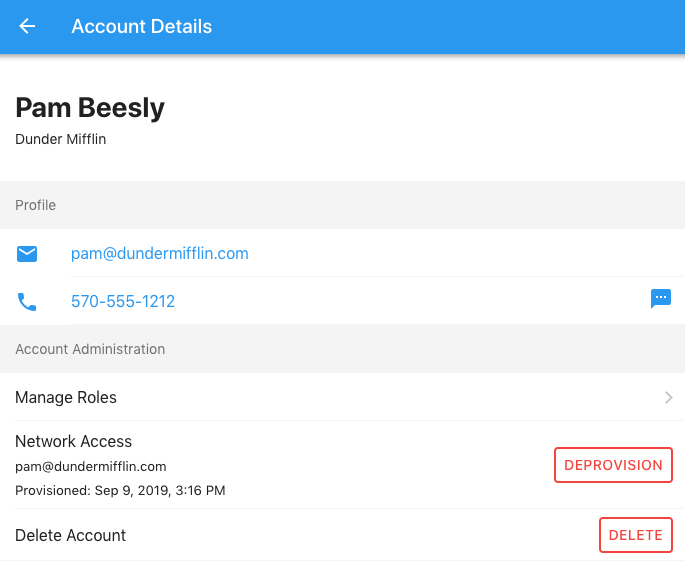 Account Details
Pam Beesly
Dunder Mifflin
Profile
pam@dundermifflin.com
570-555-1212
Account Administration
Manage Roles
Network Access
pam@dundermifflin.com
DEPROVISION
Provisioned: Sep 9, 2019, 3:16 PM
Delete Account
DELETE